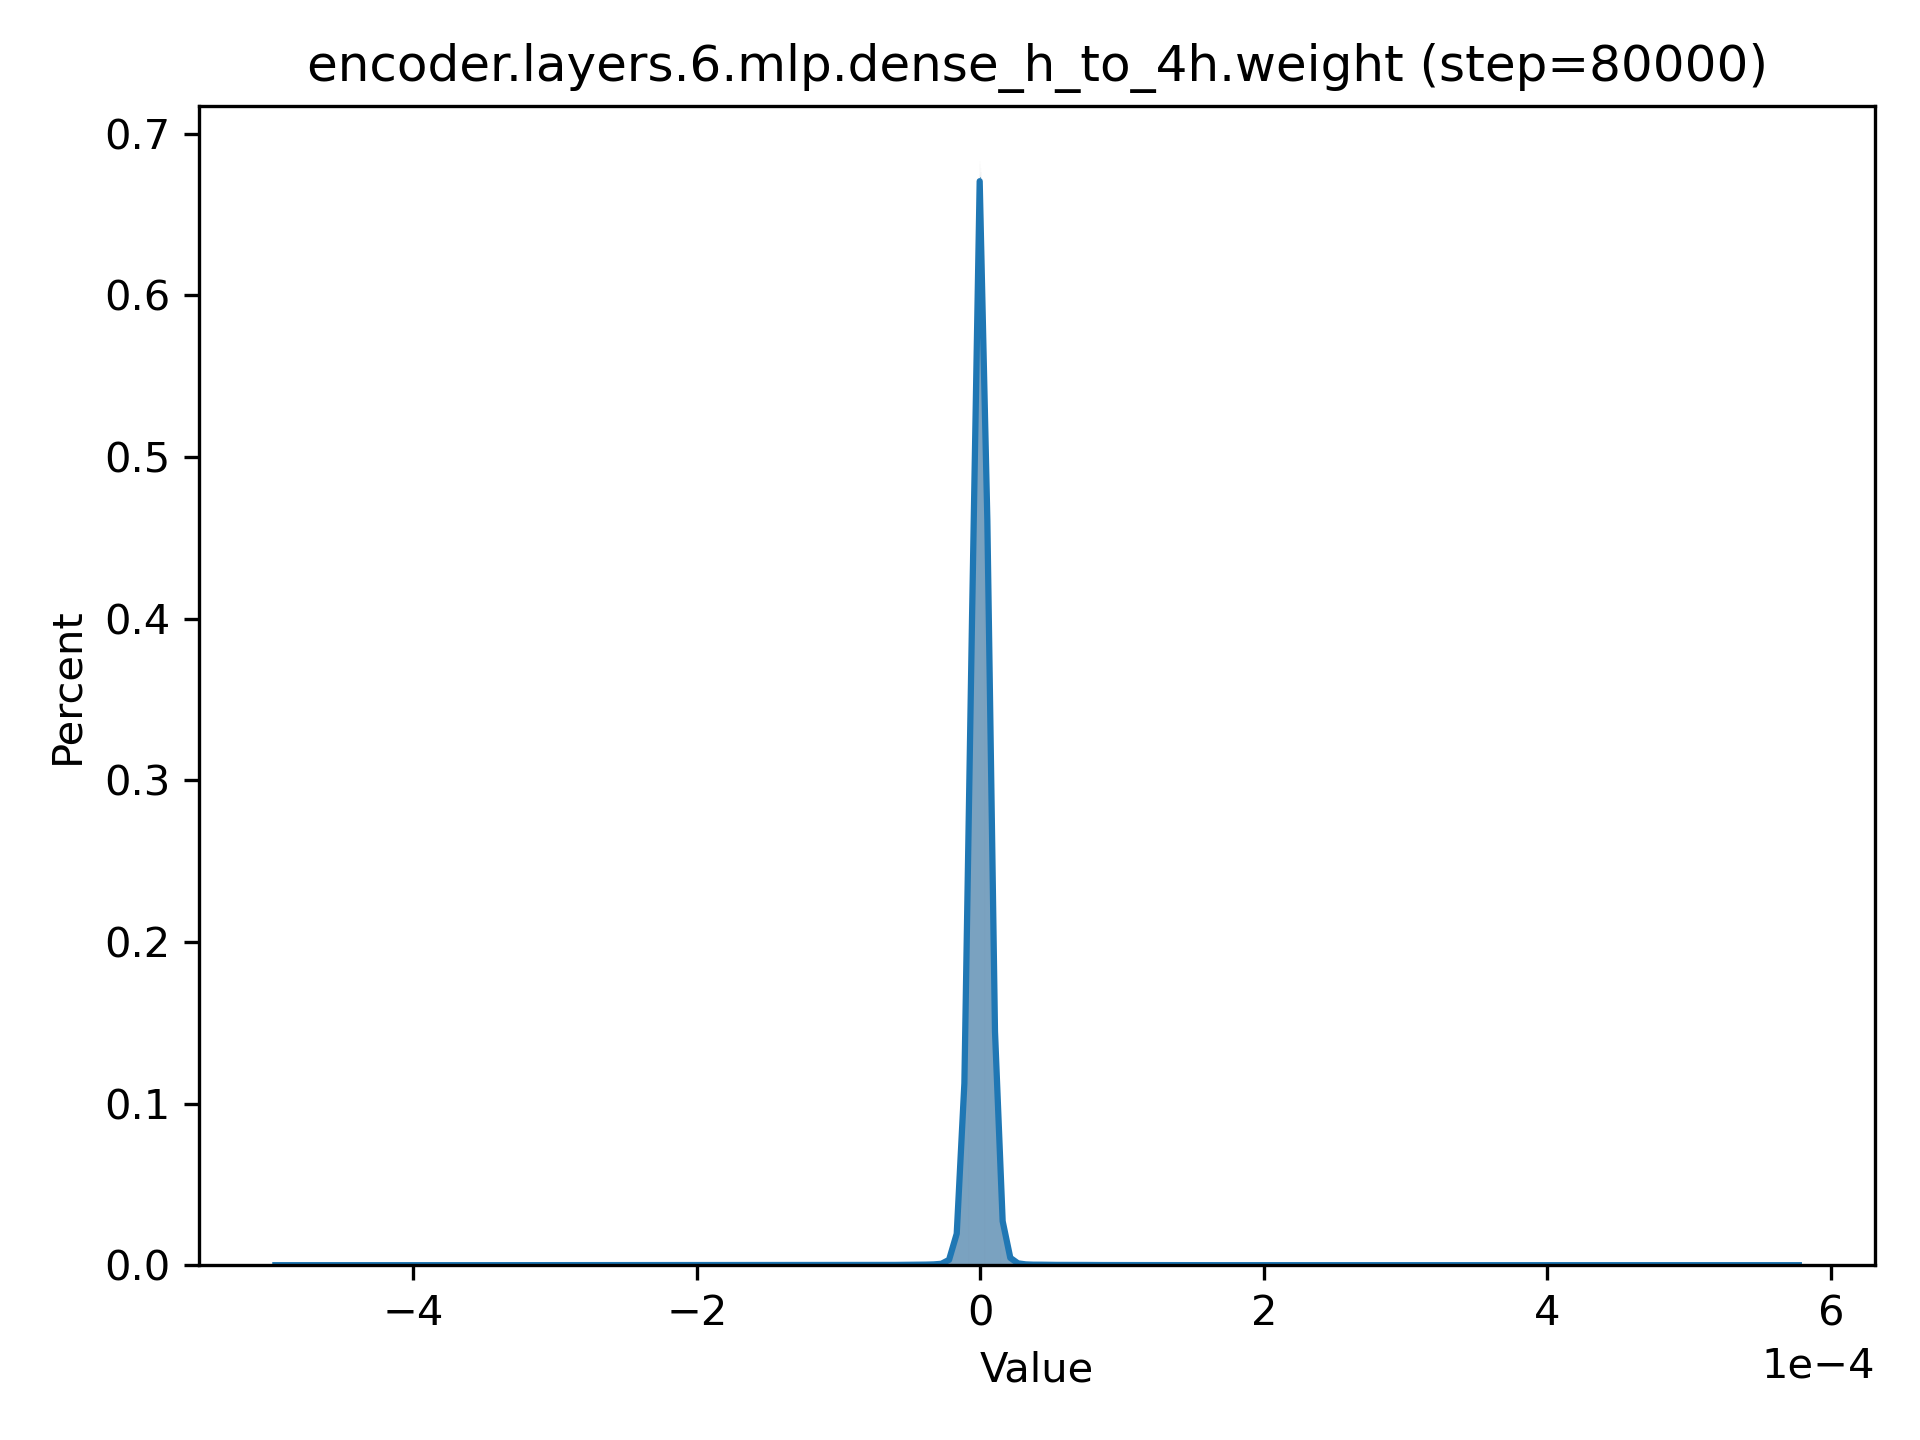 encoder.layers.6.mlp.dense_h_to_4h.weight (step=80000)
0.7
0.6
0.5
0.4
0.3
0.2
0.1
0.0
Percent
−4 −2 0 2 4 6
1e−4
Value